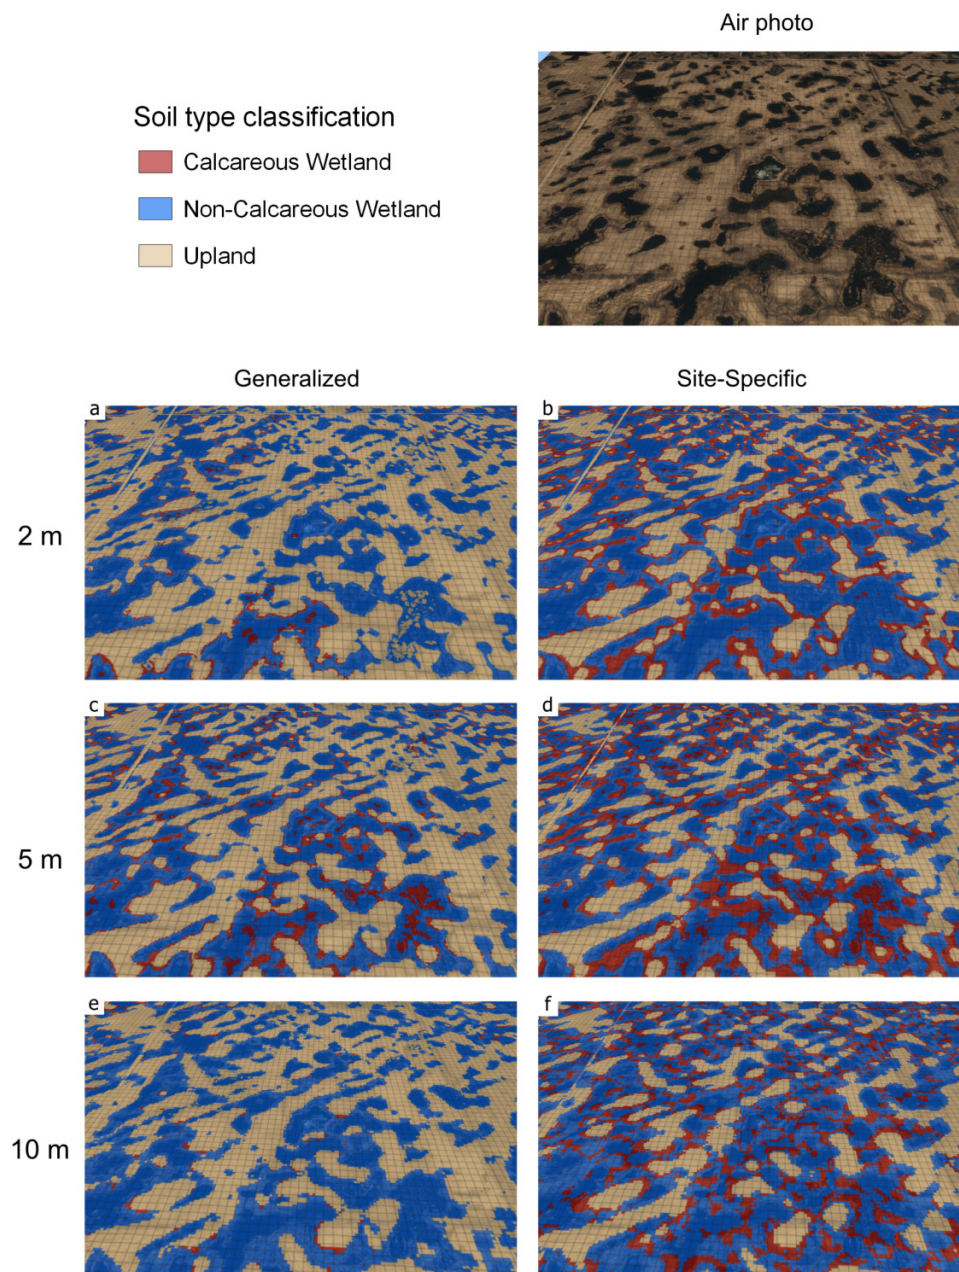 Air photo
Soil type classification
Calcareous Wetland
Non-Calcareous Wetland
Upland
Generalized
Site-Specific
a
b
2 m
c
d
5 m
e
f
10 m